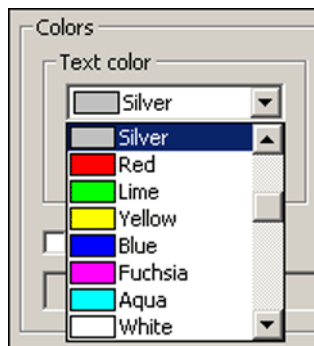 Colors
Text color
Silver
Silver
Red
Lime
Yellow
Blue
Fuchsia
Aqua
White